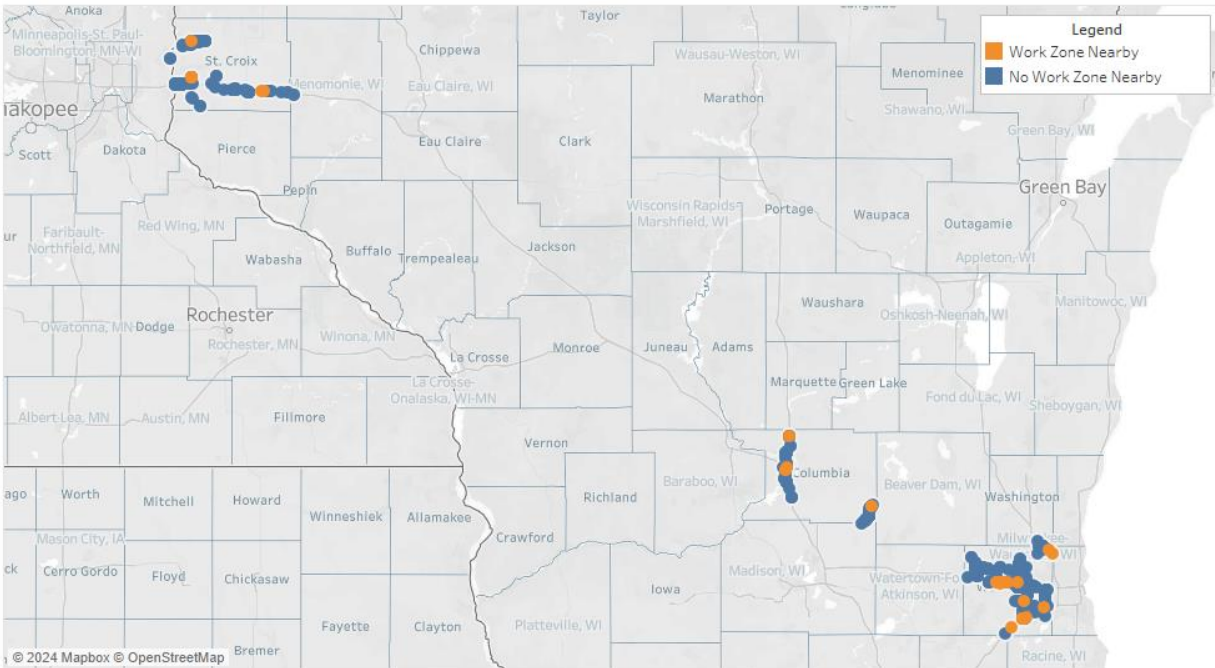 Anoka
Taylor
Legend
Work Zone Nearby
No Work Zone Nearby
Minneapolis-St. Paul-
Bloomington, MN-WI
St. Croix
Chippewa
Wausau-Weston, WI
Menominee
Menomonie, WI
Eau Claire, WI
Marathon
Shawano, WI
Green Bay, WI
Scott
Dakota
Pierce
Eau Claire
Clark
Pepin
Green Bay
Wisconsin Rapids-
Marshfield, WI
Portage
Waupaca
Outagamie
Red Wing, MN
Faribault-
Northfield, MN
Buffalo
Trempealeau
Jackson
Appleton, WI
Wabasha
Waushara
Manitowoc, WI
Oshkosh-Neenah, WI
Rochester
Owatonna, MN
Dodge
Rochester, MN
Winona, MN
La Crosse
Monroe
Juneau
Adams
Marquette
Green Lake
La Crosse-
Onalaska, WI-MN
Albert-Lea, MN
Austin, MN
Fillmore
Fond du Lac, WI
Sheboygan, WI
Vernon
Columbia
Baraboo, WI
Beaver Dam, WI
Washington
Richland
Worth
Mitchell
Howard
Winneshiek
Allamakee
Crawford
Mason City, IA
Cerro Gordo
Floyd
Chickasaw
Iowa
Madison, WI
Fayette
Clayton
Platteville, WI
Bremer
Racine, WI
© 2024 Mapbox © OpenStreetMap